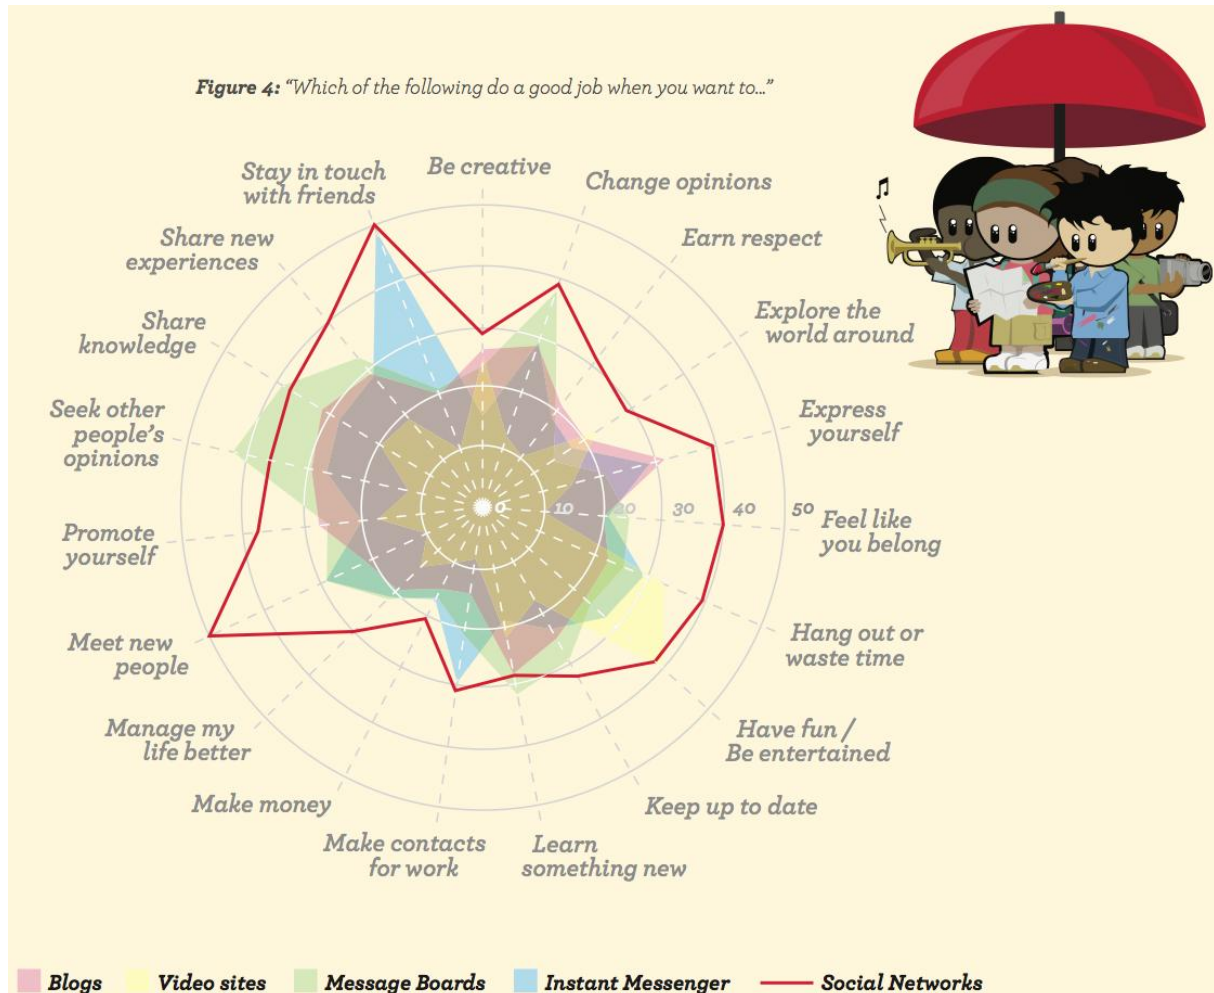 Figure 4: “Which of the following do a good job when you want to...”
Be creative
Change opinions
Earn respect
Explore the
world around
Express
yourself
Feel like
you belong
Hang out or
waste time
Have fun /
Be entertained
Keep up to date
Learn
something new
Make contacts
for work
Make money
Manage my
life better
Meet new
people
Promote
yourself
Seek other
people's
opinions
Share
knowledge
Share new
experiences
Stay in touch
with friends
0 10 20 30 40 50
Blogs Video sites Message Boards Instant Messenger Social Networks